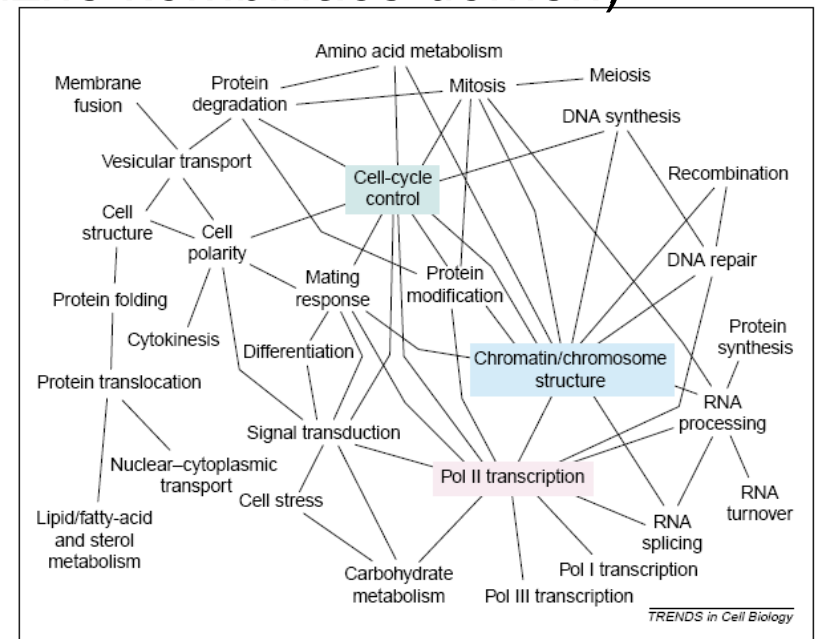 Amino acid metabolism
Membrane
fusion
Protein
degradation
Mitosis
Meiosis
DNA synthesis
Vesicular transport
Cell-cycle
control
Recombination
Cell
structure
Cell
polarity
DNA repair
Mating
response
Protein
modification
Protein folding
Cytokinesis
Differentiation
Protein
synthesis
Chromatin/chromosome
structure
Protein translocation
RNA
processing
Signal transduction
Nuclear–cytoplasmic
transport
Pol II transcription
Cell stress
RNA
turnover
Lipid/fatty-acid
and sterol
metabolism
RNA
splicing
Carbohydrate
metabolism
Pol I transcription
Pol III transcription
TRENDS in Cell Biology